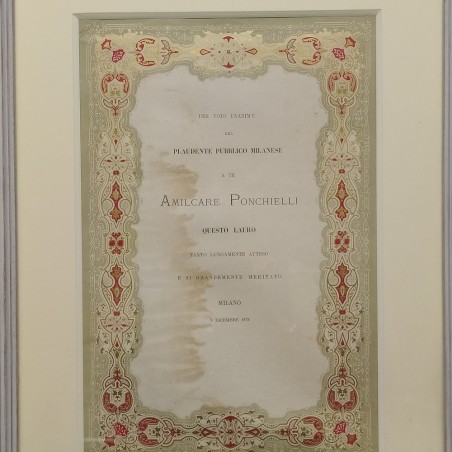 PER VOTO UNANIME
DEL
PLAUDENTE PUBBLICO MILANESE
A TE
AMILCARE PONCHIELLI
QUESTO LAURO
TANTO LUNGAMENTE ATTESO
E SI GRANDEMENTE MERITATO
MILANO
DICEMBRE